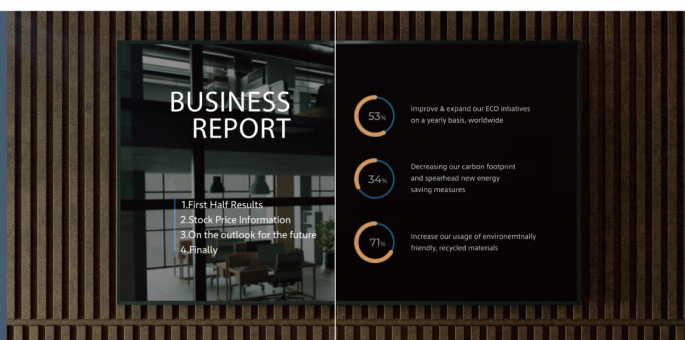 BUSINESS
REPORT
1.First Half Results
2.Stock Price Information
3.On the outlook for the future
4.Finally
53%
Improve & expand our ECO intiatives
on a yearly basis, worldwide
34%
Decreasing our carbon footprint
and spearhead new energy
saving measures
71%
Increase our usage of environemtnally
friendly, recycled materials